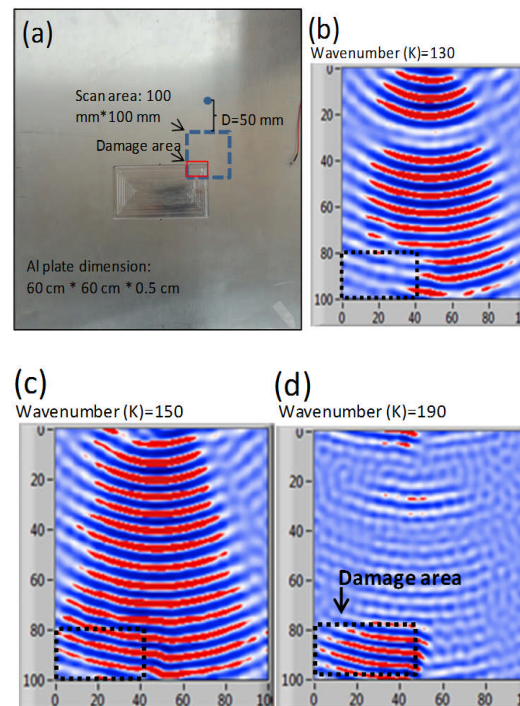 (a)
Scan area: 100
mm*100 mm
D=50 mm
Damage area
Al plate dimension:
60 cm * 60 cm * 0.5 cm
(b)
Wavenumber (K)=130
0
20
40
60
80
100
0 20 40 60 80
(c)
Wavenumber (K)=150
0
20
40
60
80
100
0 20 40 60 80 10
(d)
Wavenumber (K)=190
0
20
40
60
Damage area
80
100
0 20 40 60 80